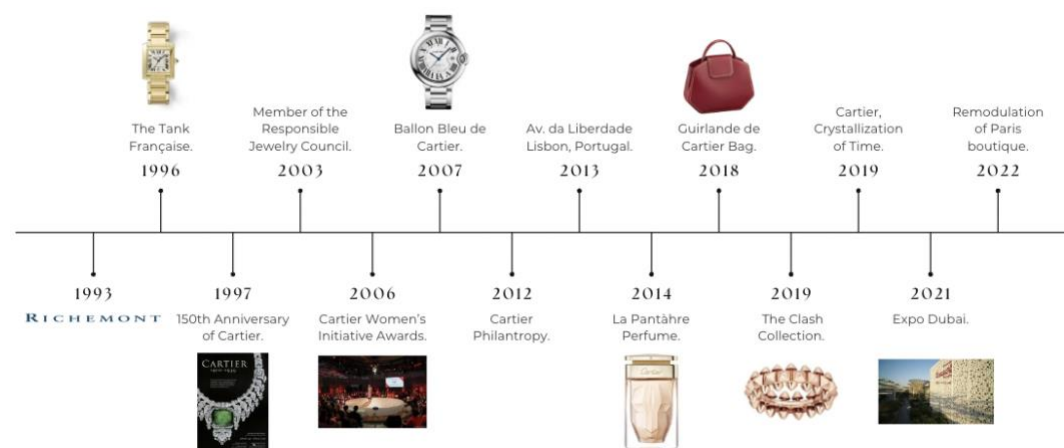 The Tank
Française.
1996
Member of the
Responsible
Jewelry Council.
2003
Ballon Bleu de
Cartier.
2007
Av. da Liberdade
Lisbon, Portugal.
2013
Guirlande de
Cartier Bag.
2018
Cartier,
Crystallization
of Time.
2019
Remodulation
of Paris
boutique.
2022
1993
RICHEMONT
1997
150th Anniversary
of Cartier.
CARTIER
2006
Cartier Women's
Initiative Awards.
2012
Cartier
Philantropy.
2014
La Pantàhre
Perfume.
Cartier
2019
The Clash
Collection.
2021
Expo Dubai.